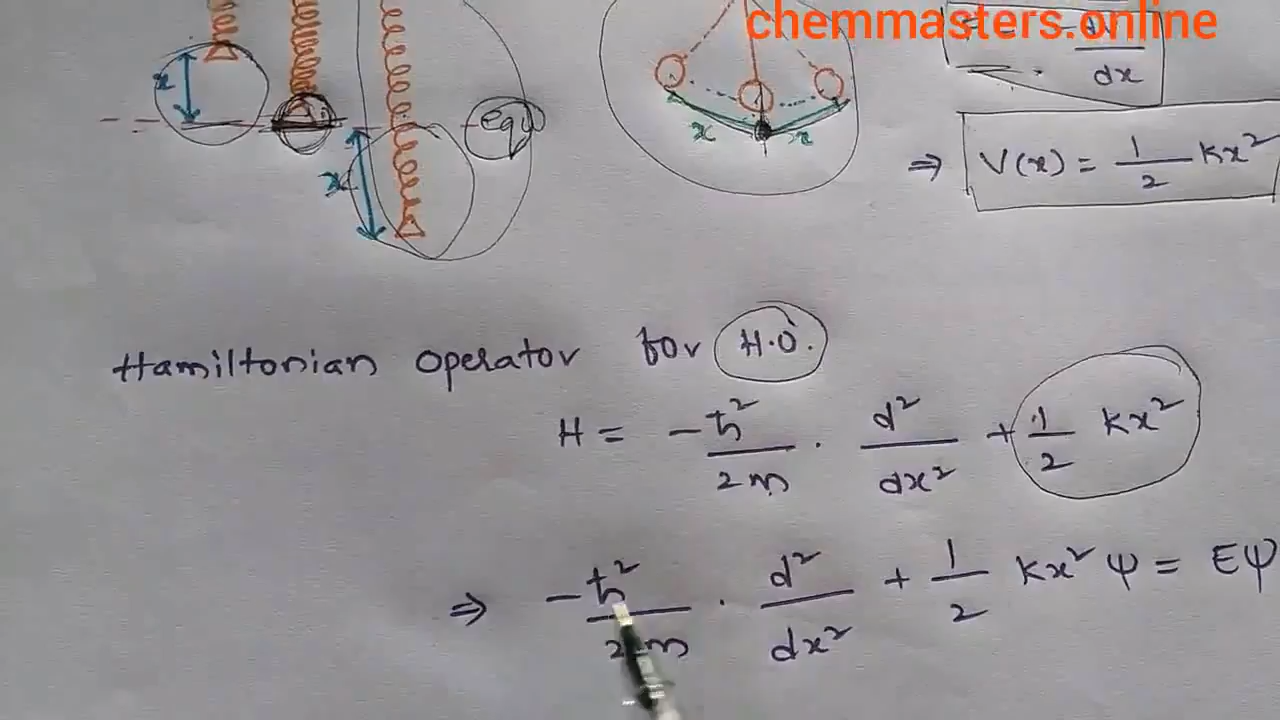 chemmasters.online
dx
x
x
equ
x
x
⇒ V(x) = 1/2 kx²
Hamiltonian operator for H.O.
H = -ħ²/2m . d²/dx² + 1/2 kx²
⇒ -ħ²/2m . d²/dx² + 1/2 kx² ψ = Eψ